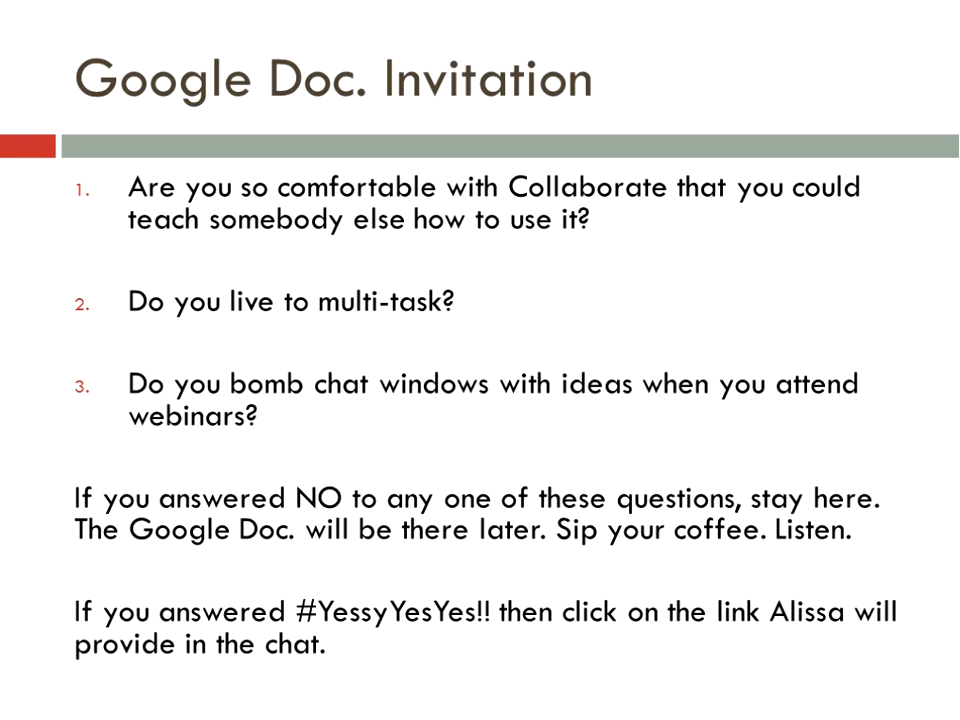 Google Doc. Invitation
1. Are you so comfortable with Collaborate that you could
teach somebody else how to use it?
2. Do you live to multi-task?
3. Do you bomb chat windows with ideas when you attend
webinars?
If you answered NO to any one of these questions, stay here.
The Google Doc. will be there later. Sip your coffee. Listen.
If you answered #YessyYesYes!! then click on the link Alissa will
provide in the chat.